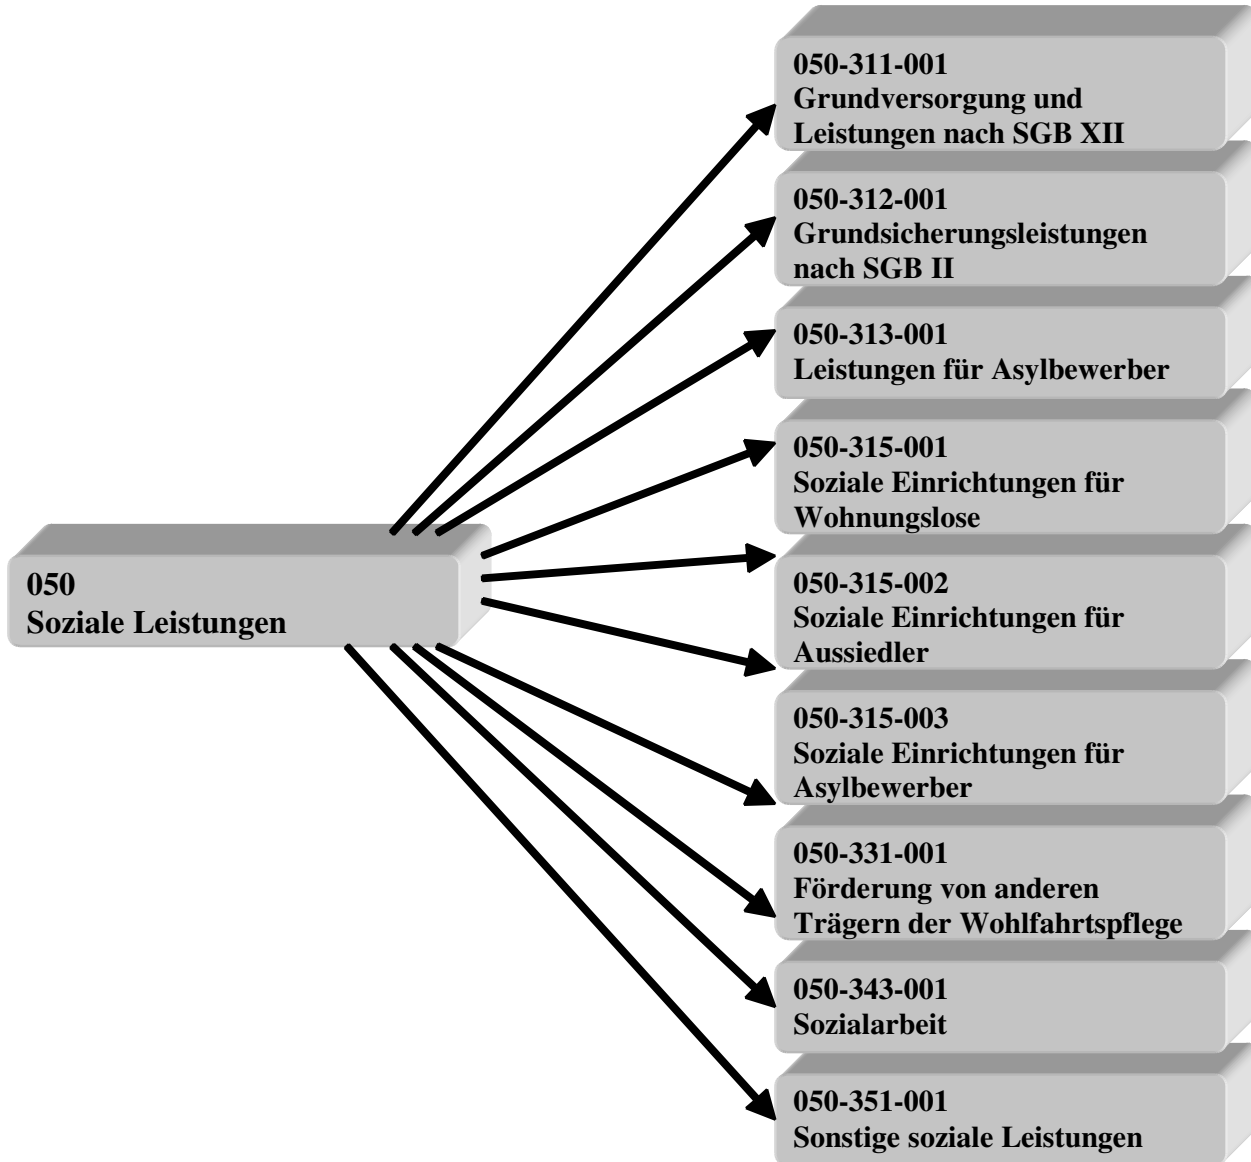 050-311-001
Grundversorgung und
Leistungen nach SGB XII
050-312-001
Grundsicherungsleistungen
nach SGB II
050-313-001
Leistungen für Asylbewerber
050-315-001
Soziale Einrichtungen für
Wohnungslose
050
Soziale Leistungen
050-315-002
Soziale Einrichtungen für
Aussiedler
050-315-003
Soziale Einrichtungen für
Asylbewerber
050-331-001
Förderung von anderen
Trägern der Wohlfahrtspflege
050-343-001
Sozialarbeit
050-351-001
Sonstige soziale Leistungen